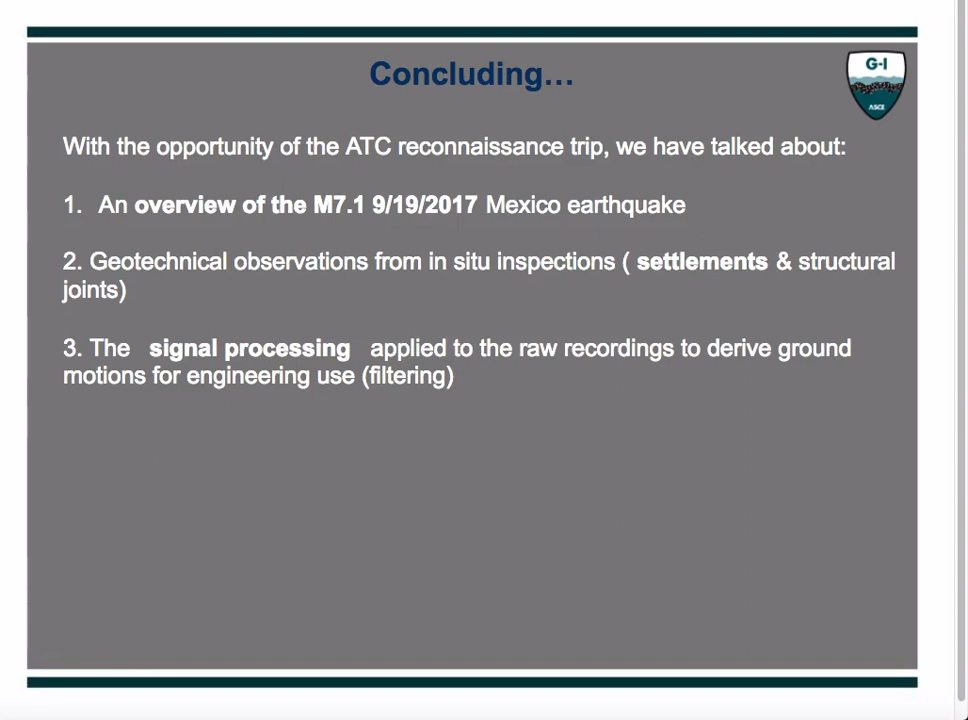 Concluding…
G-I
ASCE
With the opportunity of the ATC reconnaissance trip, we have talked about:
1. An overview of the M7.1 9/19/2017 Mexico earthquake
2. Geotechnical observations from in situ inspections ( settlements & structural
joints)
3. The signal processing applied to the raw recordings to derive ground
motions for engineering use (filtering)